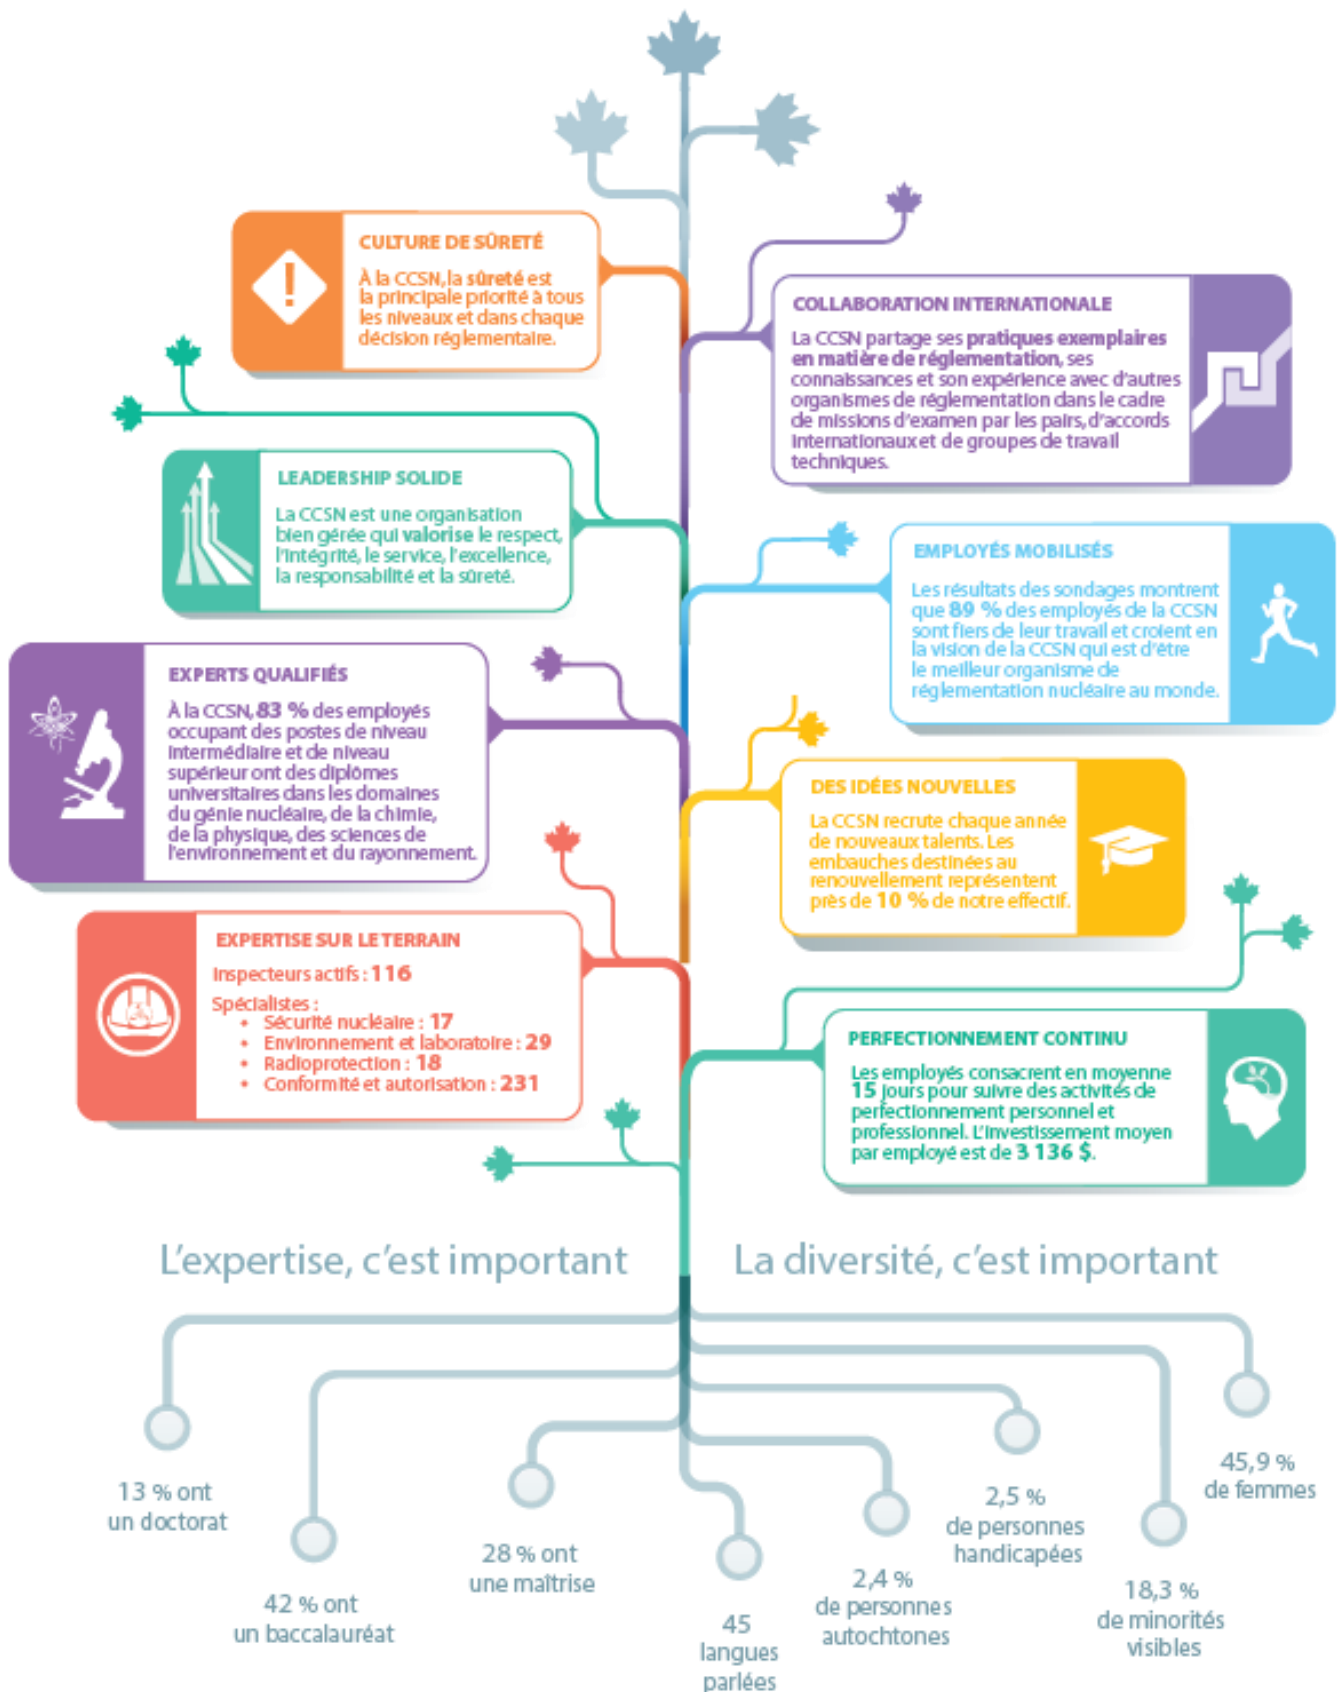 CULTURE DE SÛRETÉ
À la CCSN, la sûreté est
la principale priorité à tous
les niveaux et dans chaque
décision réglementaire.
COLLABORATION INTERNATIONALE
La CCSN partage ses pratiques exemplaires
en matière de réglementation, ses
connaissances et son expérience avec d'autres
organismes de réglementation dans le cadre
de missions d'examen par les pairs, d'accords
internationaux et de groupes de travail
techniques.
LEADERSHIP SOLIDE
La CCSN est une organisation
bien gérée qui valorise le respect,
l'intégrité, le service, l'excellence,
la responsabilité et la sûreté.
EMPLOYÉS MOBILISÉS
Les résultats des sondages montrent
que 89 % des employés de la CCSN
sont fiers de leur travail et croient en
la vision de la CCSN qui est d'être
le meilleur organisme de
réglementation nucléaire au monde.
EXPERTS QUALIFIÉS
À la CCSN, 83 % des employés
occupant des postes de niveau
intermédiaire et de niveau
supérieur ont des diplômes
universitaires dans les domaines
du génie nucléaire, de la chimie,
de la physique, des sciences de
l'environnement et du rayonnement.
DES IDÉES NOUVELLES
La CCSN recrute chaque année
de nouveaux talents. Les
embauches destinées au
renouvellement représentent
près de 10 % de notre effectif.
EXPERTISE SUR LE TERRAIN
Inspecteurs actifs : 116
Spécialistes :
• Sécurité nucléaire : 17
• Environnement et laboratoire : 29
• Radioprotection : 18
• Conformité et autorisation : 231
PERFECTIONNEMENT CONTINU
Les employés consacrent en moyenne
15 jours pour suivre des activités de
perfectionnement personnel et
professionnel. L'investissement moyen
par employé est de 3 136 $.
L'expertise, c'est important
La diversité, c'est important
13 % ont
un doctorat
42 % ont
un baccalauréat
28 % ont
une maîtrise
45
langues
parlées
2,4 %
de personnes
autochtones
2,5 %
de personnes
handicapées
18,3 %
de minorités
visibles
45,9 %
de femmes